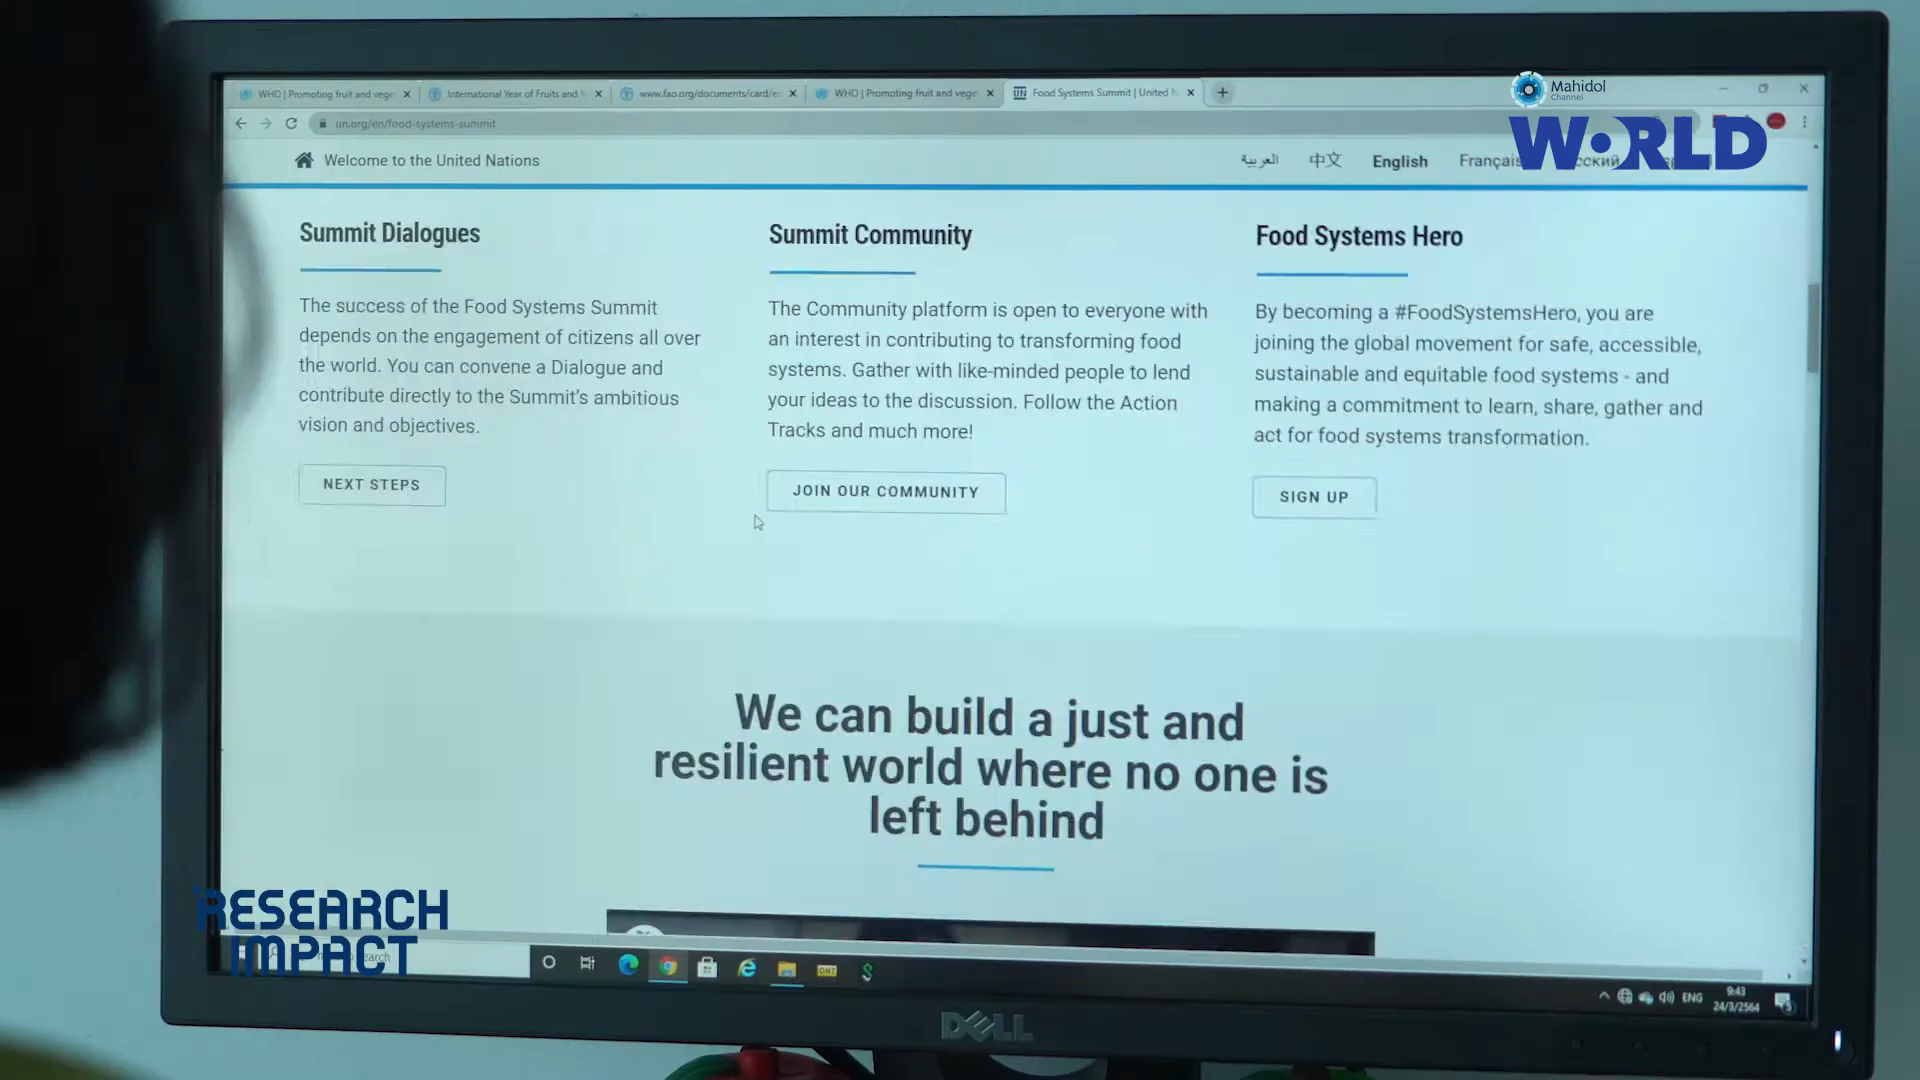 WHO | Promoting fruit and vege
International Year of Fruits and
www.fao.org/documents/card/e
WHO | Promoting fruit and vege
Food Systems Summit | United N
Mahidol
Channel
WORLD
un.org/en/food-systems-summit
Welcome to the United Nations
العربية
中文
English
Français
сский
Summit Dialogues
The success of the Food Systems Summit
depends on the engagement of citizens all over
the world. You can convene a Dialogue and
contribute directly to the Summit's ambitious
vision and objectives.
NEXT STEPS
Summit Community
The Community platform is open to everyone with
an interest in contributing to transforming food
systems. Gather with like-minded people to lend
your ideas to the discussion. Follow the Action
Tracks and much more!
JOIN OUR COMMUNITY
Food Systems Hero
By becoming a #FoodSystemsHero, you are
joining the global movement for safe, accessible,
sustainable and equitable food systems - and
making a commitment to learn, share, gather and
act for food systems transformation.
SIGN UP
We can build a just and
resilient world where no one is
left behind
RESEARCH
IMPACT
earch
ENG
9:43
24/3/2564
DELL